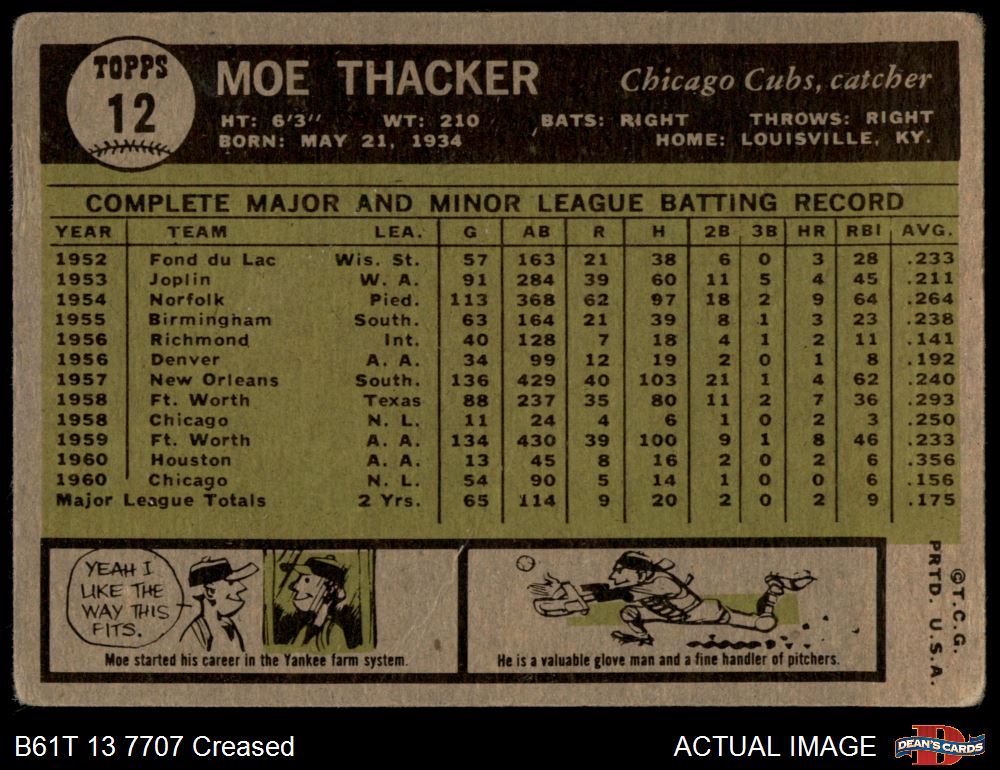 TOPPS
12
MOE THACKER
Chicago Cubs, catcher
HT: 6'3" WT: 210 BATS: RIGHT THROWS: RIGHT
BORN: MAY 21, 1934 HOME: LOUISVILLE, KY.
COMPLETE MAJOR AND MINOR LEAGUE BATTING RECORD
YEAR TEAM LEA. G AB R H 2B 3B HR RBI AVG.
1952 Fond du Lac Wis. St. 57 163 21 38 6 0 3 28 .233
1953 Joplin W. A. 91 284 39 60 11 5 4 45 .211
1954 Norfolk Pied. 113 368 62 97 18 2 9 64 .264
1955 Birmingham South. 63 164 21 39 8 1 3 23 .238
1956 Richmond Int. 40 128 7 18 4 1 2 11 .141
1956 Denver A. A. 34 99 12 19 2 0 1 8 .192
1957 New Orleans South. 136 429 40 103 21 1 4 62 .240
1958 Ft. Worth Texas 88 237 35 80 11 2 7 36 .293
1958 Chicago N. L. 11 24 4 6 1 0 2 3 .250
1959 Ft. Worth A. A. 134 430 39 100 9 1 8 46 .233
1960 Houston A. A. 13 45 8 16 2 0 2 6 .356
1960 Chicago N. L. 54 90 5 14 1 0 0 6 .156
Major League Totals 2 Yrs. 65 114 9 20 2 0 2 9 .175
YEAH I
LIKE THE
WAY THIS
FITS.
Moe started his career in the Yankee farm system.
He is a valuable glove man and a fine handler of pitchers.
©T.C.G.
PRTD. U.S.A.
B61T 13 7707 Creased
ACTUAL IMAGE
D
DEAN'S CARDS